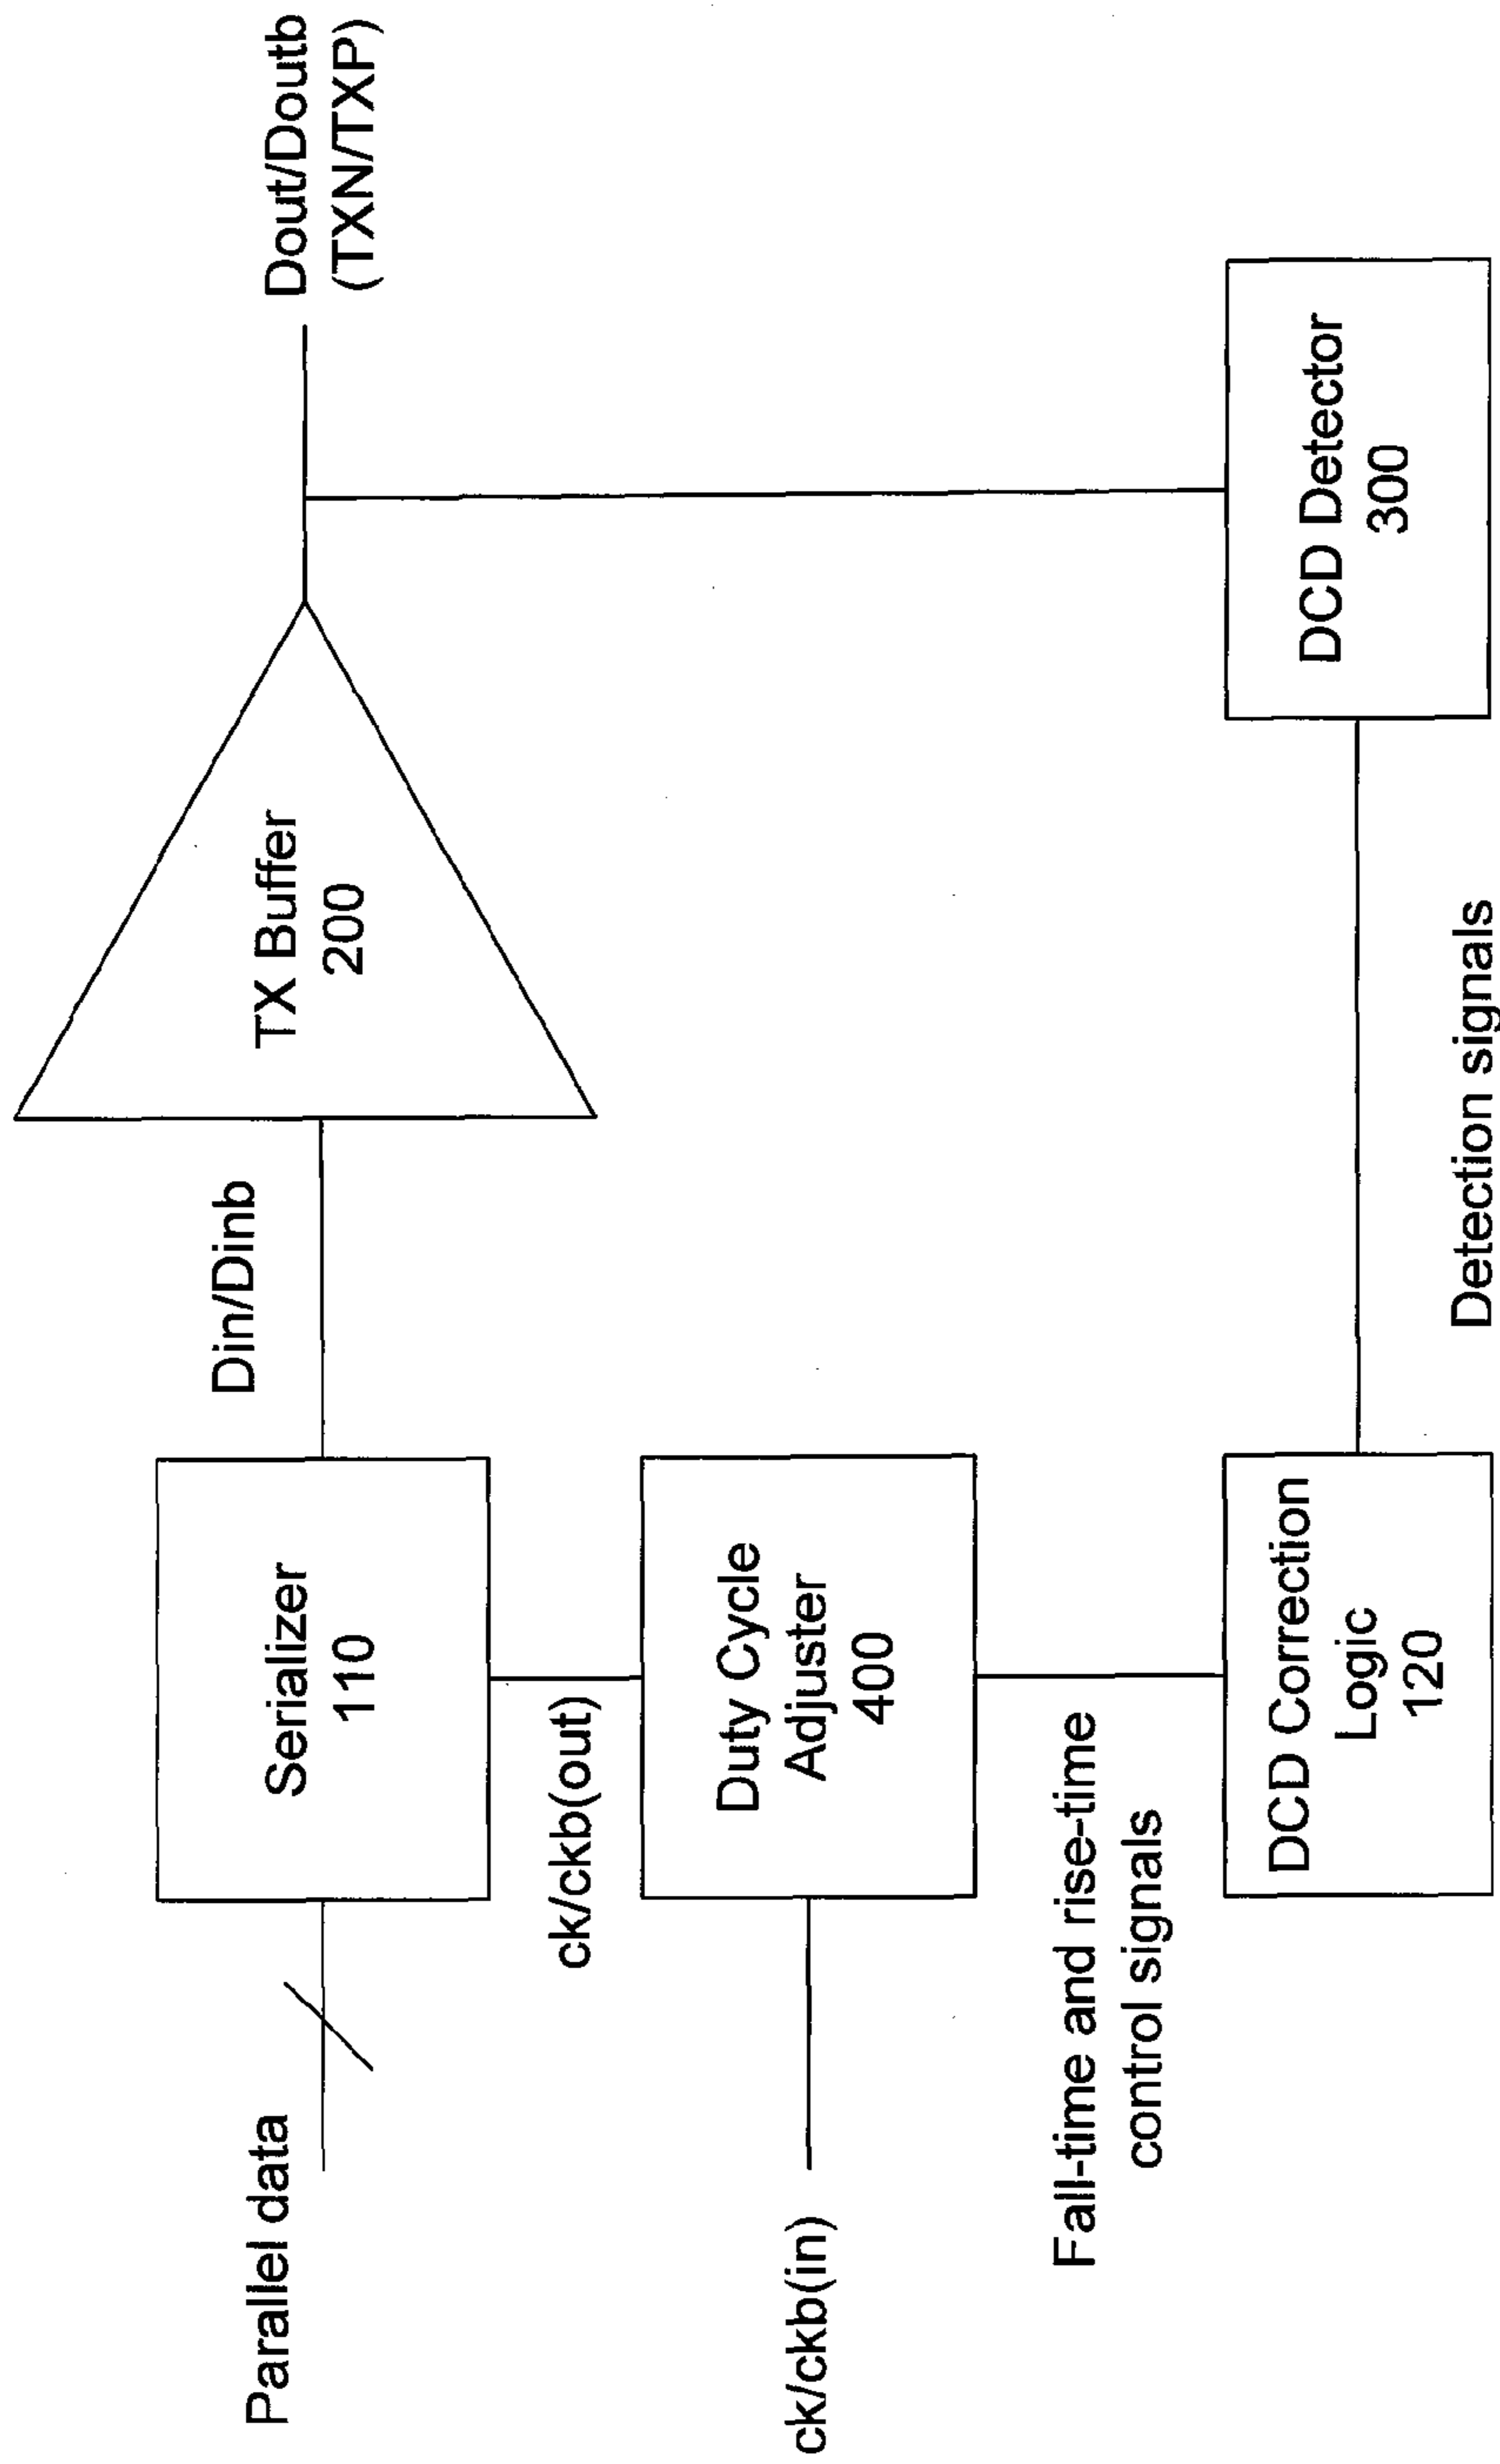 Parallel data
Serializer
110
Din/Dinb
TX Buffer
200
Dout/Doutb
(TXN/TXP)
ck/ckb(out)
ck/ckb(in)
Duty Cycle
Adjuster
400
Fall-time and rise-time
control signals
DCD Correction
Logic
120
Detection signals
DCD Detector
300